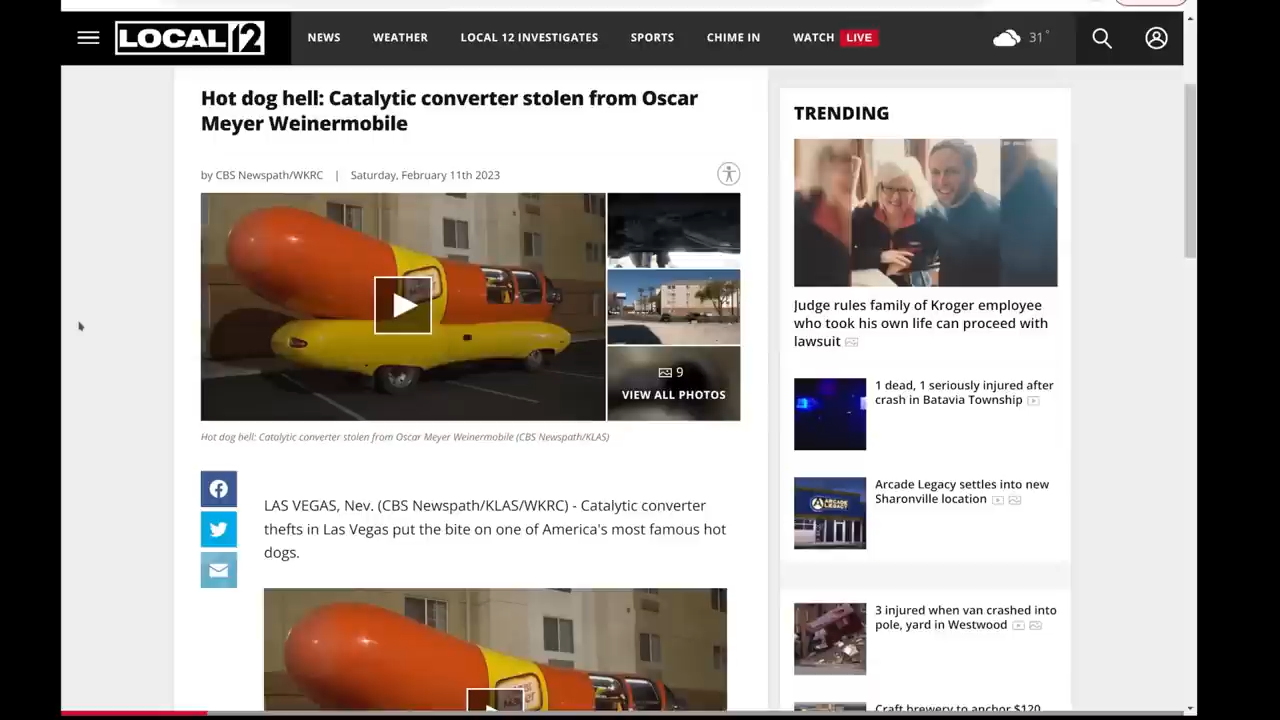 LOCAL 12
NEWS
WEATHER
LOCAL 12 INVESTIGATES
SPORTS
CHIME IN
WATCH LIVE
31°
Hot dog hell: Catalytic converter stolen from Oscar
Meyer Weinermobile
by CBS Newspath/WKRC | Saturday, February 11th 2023
9
VIEW ALL PHOTOS
Hot dog hell: Catalytic converter stolen from Oscar Meyer Weinermobile (CBS Newspath/KLAS)
LAS VEGAS, Nev. (CBS Newspath/KLAS/WKRC) - Catalytic converter
thefts in Las Vegas put the bite on one of America's most famous hot
dogs.
TRENDING
Judge rules family of Kroger employee
who took his own life can proceed with
lawsuit
1 dead, 1 seriously injured after
crash in Batavia Township
ARCADE
LEGACY
Arcade Legacy settles into new
Sharonville location
3 injured when van crashed into
pole, yard in Westwood
Craft brewery to anchor $120